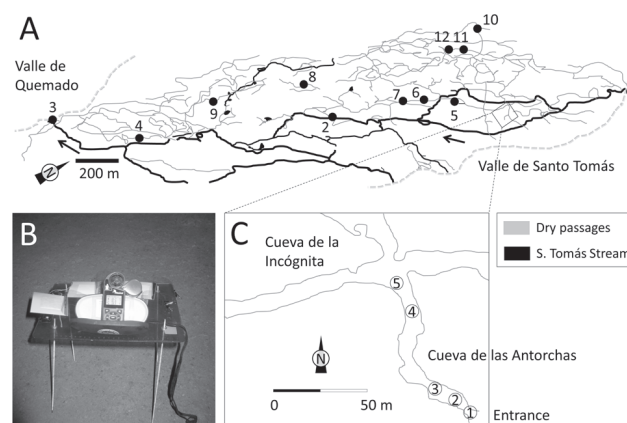 A
Valle de
Quemado
3
4
9
8
2
7
6
5
12
11
10
N
200 m
Valle de Santo Tomás
B
C
Cueva de la
Incógnita
5
4
Cueva de las Antorchas
3
2
1
Entrance
N
0
50 m
Dry passages
S. Tomás Stream